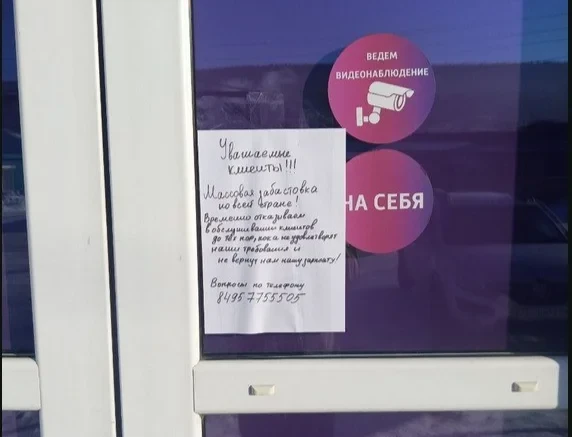 ВЕДЕМ
ВИДЕОНАБЛЮДЕНИЕ
НА СЕБЯ
Уважаемые
клиенты!!!
Массовая забастовка
по всей стране!
Временно отказываем
в обслуживании клиентов
до тех пор, пока не удовлетворят
наши требования и
не вернут нам нашу зарплату!
Вопросы по телефону
84957755505